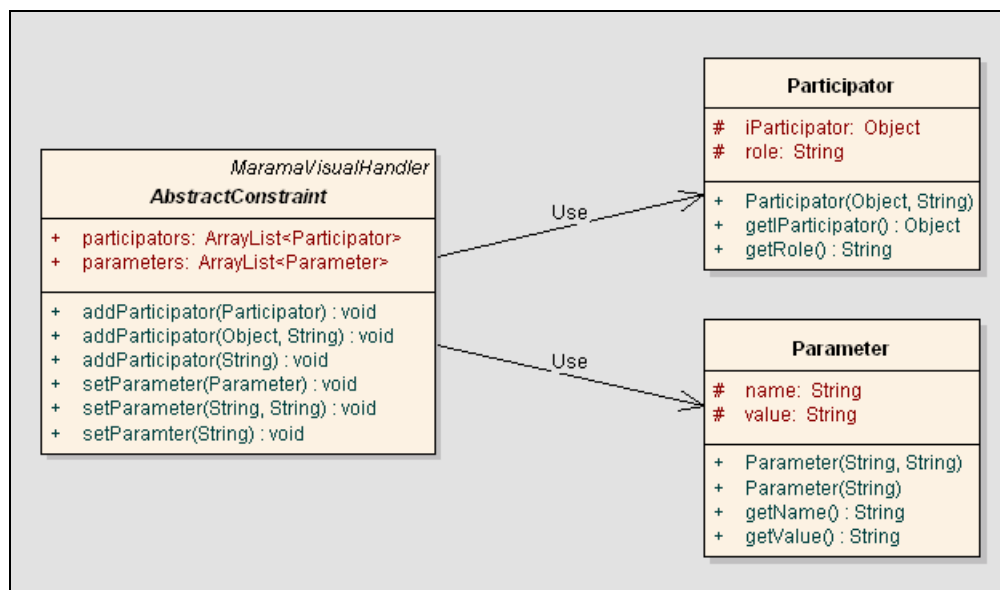 MaramaVisualHandler
AbstractConstraint
+ participators: ArrayList<Participator>
+ parameters: ArrayList<Parameter>
+ addParticipator(Participator) : void
+ addParticipator(Object, String) : void
+ addParticipator(String) : void
+ setParameter(Parameter) : void
+ setParameter(String, String) : void
+ setParamter(String) : void
Use
Use
Participator
# iParticipator: Object
# role: String
+ Participator(Object, String)
+ getIParticipator() : Object
+ getRole() : String
Parameter
# name: String
# value: String
+ Parameter(String, String)
+ Parameter(String)
+ getName() : String
+ getValue() : String